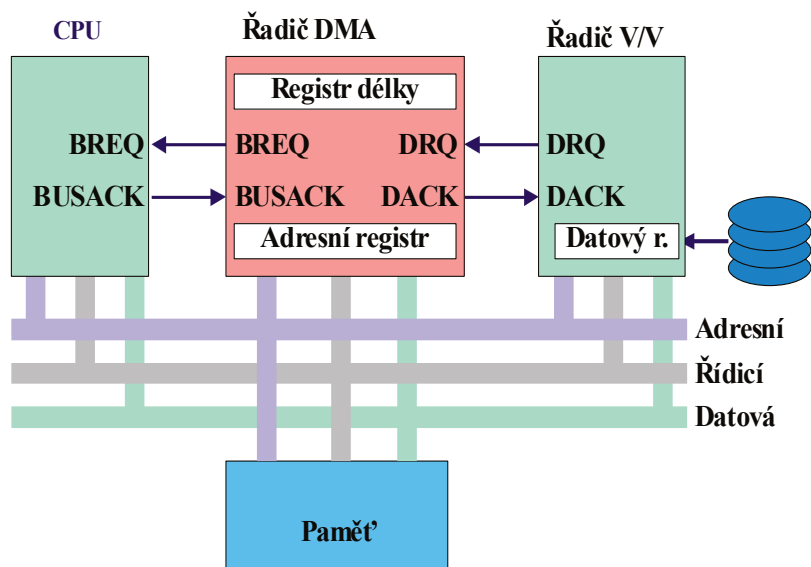 CPU
Řadič DMA
Řadič V/V
Registr délky
BREQ
BREQ
DRQ
DRQ
BUSACK
BUSACK
DACK
DACK
Adresní registr
Datový r.
Adresní
Řídicí
Datová
Paměť